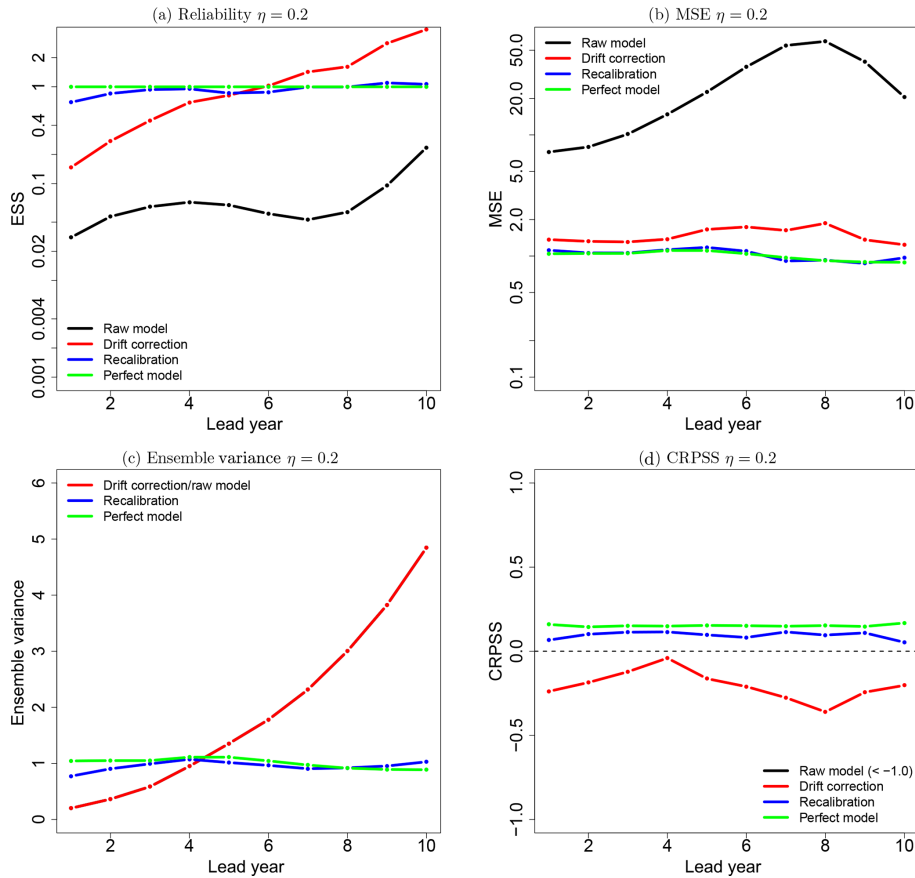 (a) Reliability η = 0.2
ESS
2
1
0.4
0.1
0.02
0.004
0.001
Raw model
Drift correction
Recalibration
Perfect model
2 4 6 8 10
Lead year
(b) MSE η = 0.2
MSE
50.0
20.0
5.0
2.0
0.5
0.1
Raw model
Drift correction
Recalibration
Perfect model
2 4 6 8 10
Lead year
(c) Ensemble variance η = 0.2
Ensemble variance
6
5
4
3
2
1
0
Drift correction/raw model
Recalibration
Perfect model
2 4 6 8 10
Lead year
(d) CRPSS η = 0.2
CRPSS
1.0
0.5
0.0
−0.5
−1.0
Raw model (< −1.0)
Drift correction
Recalibration
Perfect model
2 4 6 8 10
Lead year